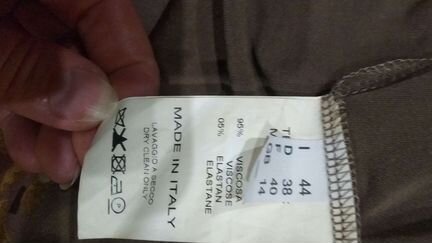 I 44
D 38
F 40
GB 14
95% VISCOSA
VISCOSE
05% ELASTAN
ELASTANE
MADE IN ITALY
LAVAGGIO A SECCO
DRY CLEAN ONLY